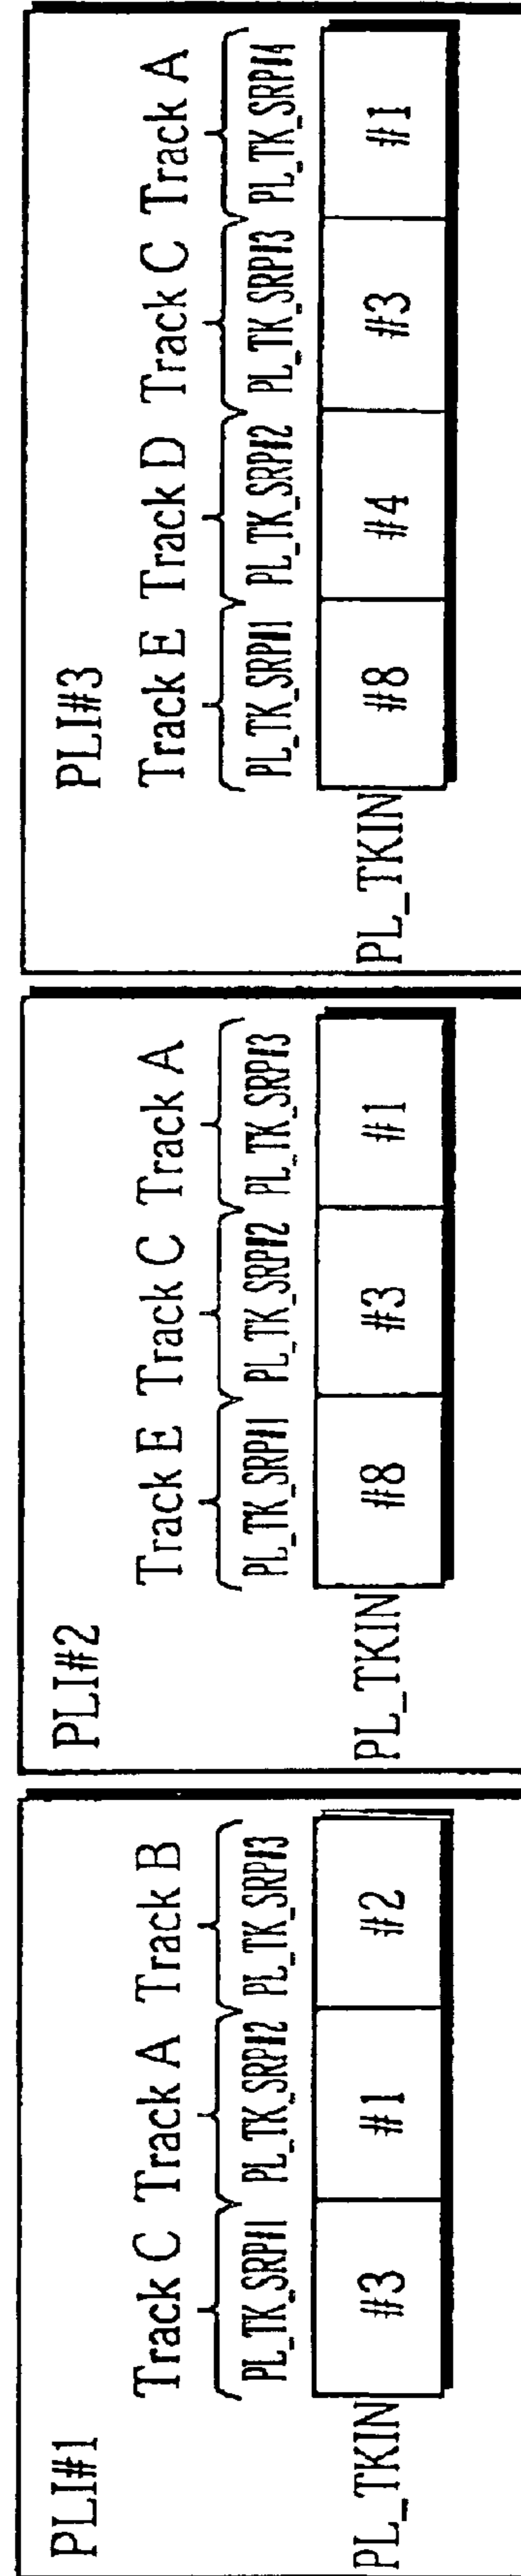 PLI#1
Track C Track A Track B
PL_TK_SRP#1 PL_TK_SRP#2 PL_TK_SRP#3
PL_TKIN #3 #1 #2
PLI#2
Track E Track C Track A
PL_TK_SRP#1 PL_TK_SRP#2 PL_TK_SRP#3
PL_TKIN #8 #3 #1
PLI#3
Track E Track D Track C Track A
PL_TK_SRP#1 PL_TK_SRP#2 PL_TK_SRP#3 PL_TK_SRP#4
PL_TKIN #8 #4 #3 #1